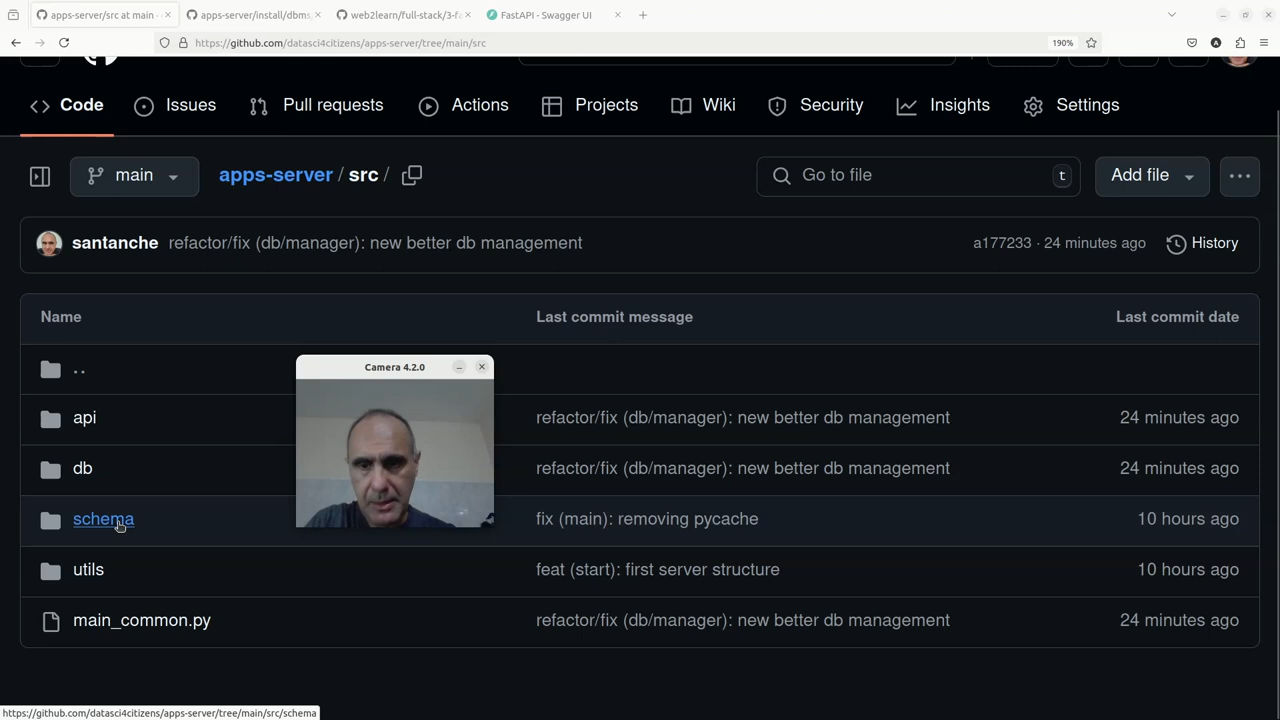 apps-server/src at main ·
apps-server/install/dbms
web2learn/full-stack/3-fa
FastAPI - Swagger UI
https://github.com/datasci4citizens/apps-server/tree/main/src
190%
Code
Issues
Pull requests
Actions
Projects
Wiki
Security
Insights
Settings
main
apps-server / src /
Go to file
t
Add file
santanche refactor/fix (db/manager): new better db management
a177233 · 24 minutes ago
History
Name Last commit message Last commit date
..
Camera 4.2.0
api refactor/fix (db/manager): new better db management 24 minutes ago
db refactor/fix (db/manager): new better db management 24 minutes ago
schema fix (main): removing pycache 10 hours ago
utils feat (start): first server structure 10 hours ago
main_common.py refactor/fix (db/manager): new better db management 24 minutes ago
https://github.com/datasci4citizens/apps-server/tree/main/src/schema